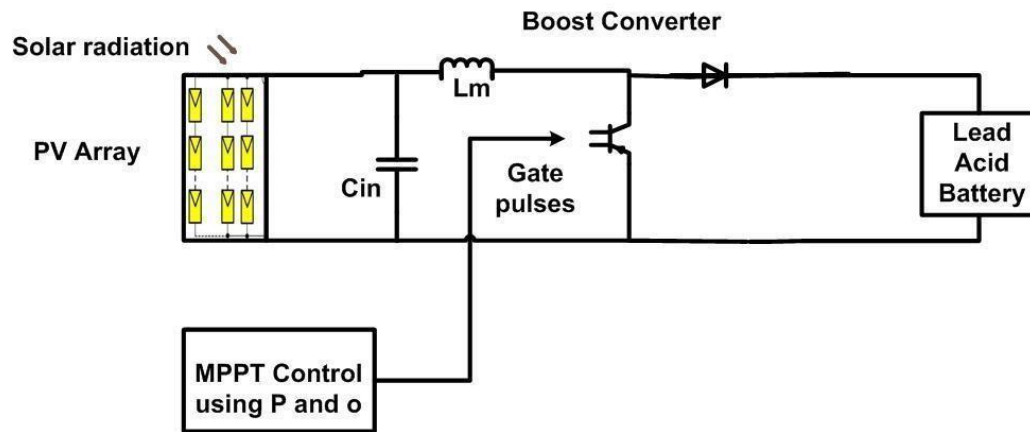 Boost Converter
Solar radiation
Lm
PV Array
Cin
Gate
pulses
Lead
Acid
Battery
MPPT Control
using P and o